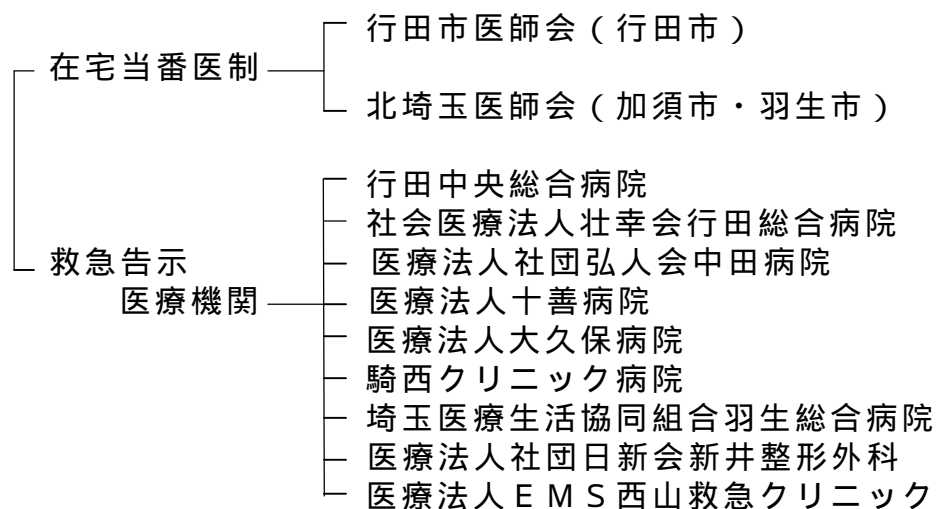 行田市医師会（行田市）
在宅当番医制
北埼玉医師会（加須市・羽生市）
行田中央総合病院
社会医療法人壮幸会行田総合病院
救急告示
医療法人社団弘人会中田病院
医療機関
医療法人十善病院
医療法人大久保病院
騎西クリニック病院
埼玉医療生活協同組合羽生総合病院
医療法人社団日新会新井整形外科
医療法人ＥＭＳ西山救急クリニック